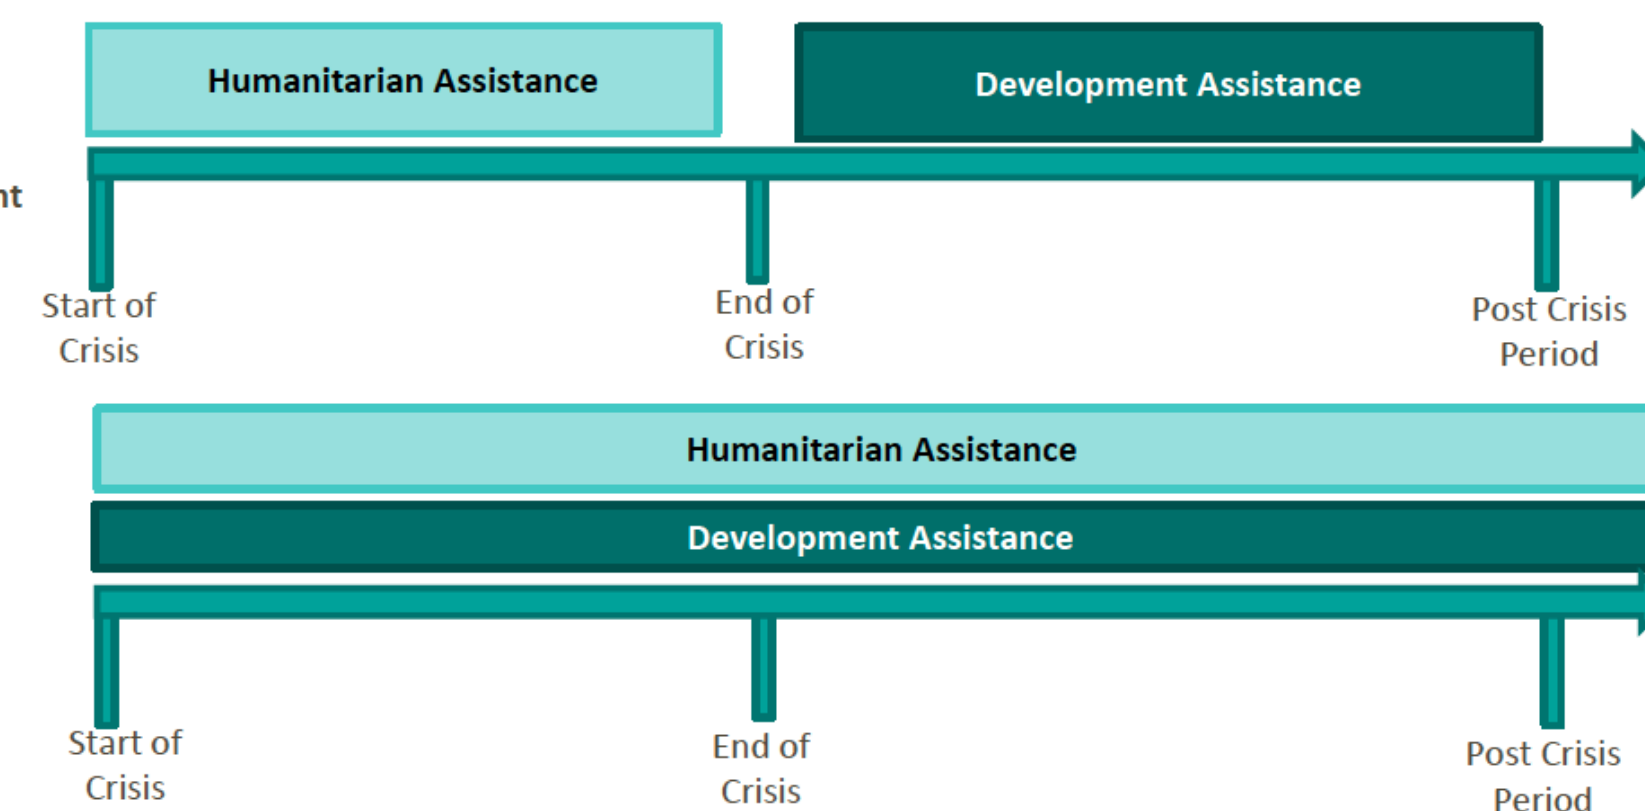 Humanitarian Assistance
Development Assistance
nt
Start of
Crisis
End of
Crisis
Post Crisis
Period
Humanitarian Assistance
Development Assistance
Start of
Crisis
End of
Crisis
Post Crisis
Period